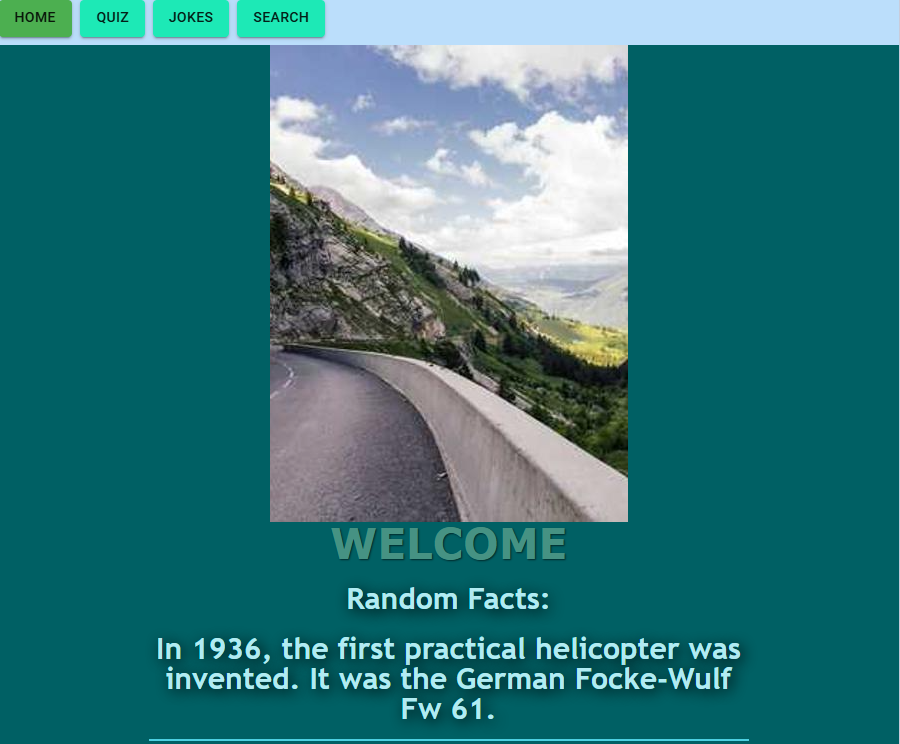 HOME QUIZ JOKES SEARCH
WELCOME
Random Facts:
In 1936, the first practical helicopter was
invented. It was the German Focke-Wulf
Fw 61.